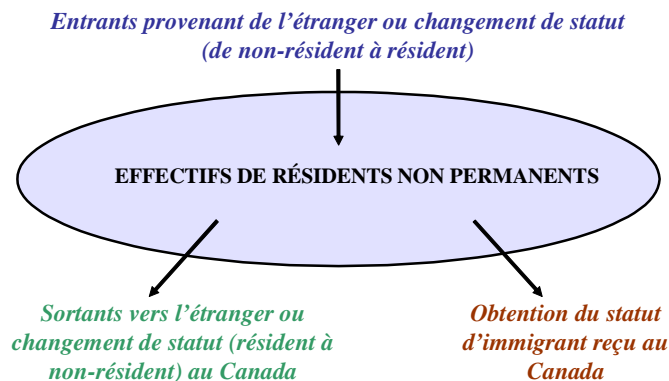 Entrants provenant de l’étranger ou changement de statut
(de non-résident à résident)
EFFECTIFS DE RÉSIDENTS NON PERMANENTS
Sortants vers l’étranger ou
changement de statut (résident à
non-résident) au Canada
Obtention du statut
d’immigrant reçu au
Canada